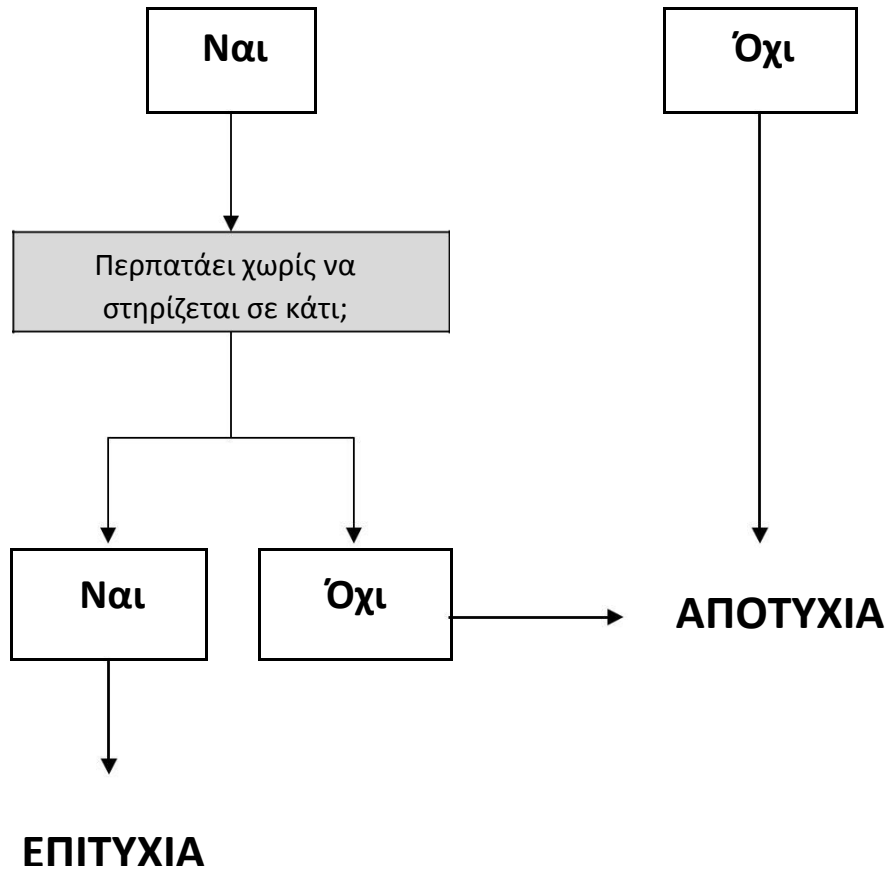 Ναι
Όχι
Περπατάει χωρίς να
στηρίζεται σε κάτι;
Ναι
Όχι
ΑΠΟΤΥΧΙΑ
ΕΠΙΤΥΧΙΑ